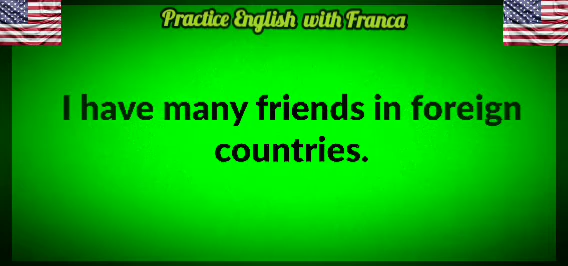 Practice English with Franca
I have many friends in foreign
countries.